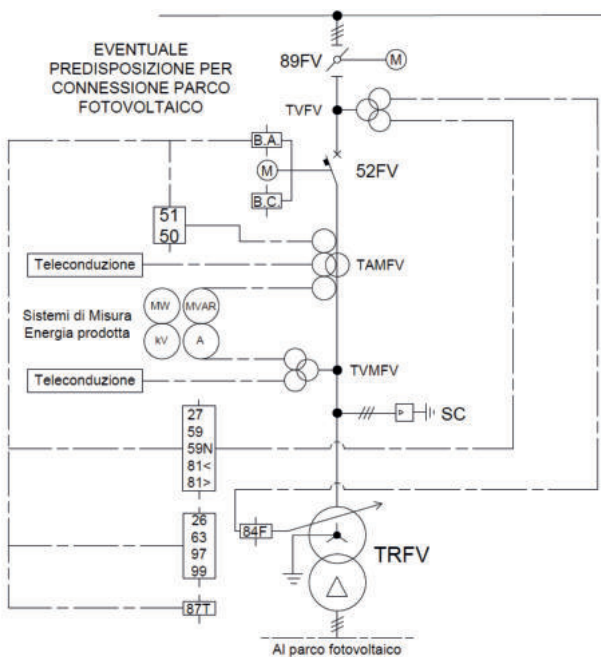 EVENTUALE
PREDISPOSIZIONE PER
CONNESSIONE PARCO
FOTOVOLTAICO
89FV
M
TVFV
B.A.
M
52FV
B.C.
51
50
TAMFV
Teleconduzione
Sistemi di Misura
Energia prodotta
MW
MVAR
kV
A
TVMFV
Teleconduzione
27
59
59N
81<
81>
SC
26
63
97
99
84F
TRFV
87T
Al parco fotovoltaico